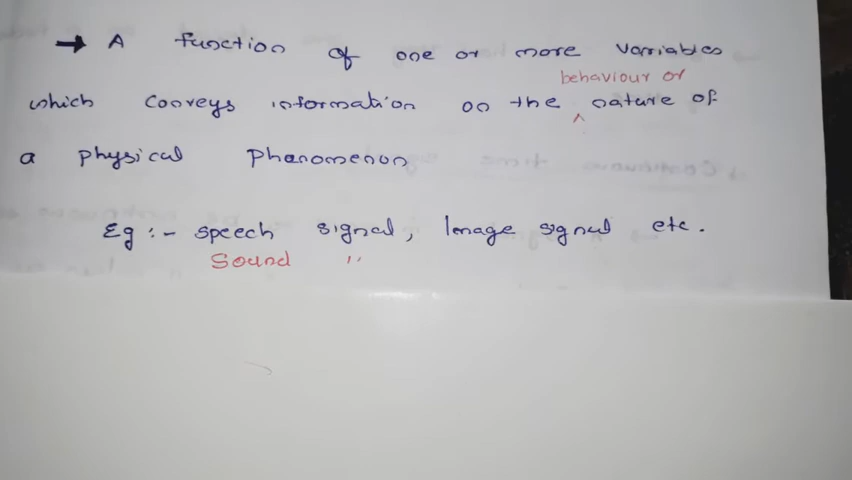 → A function of one or more variables
behaviour or
which conveys information on the ^ nature of
a physical phenomenon
Eg :- speech signal, Image signal etc.
Sound "